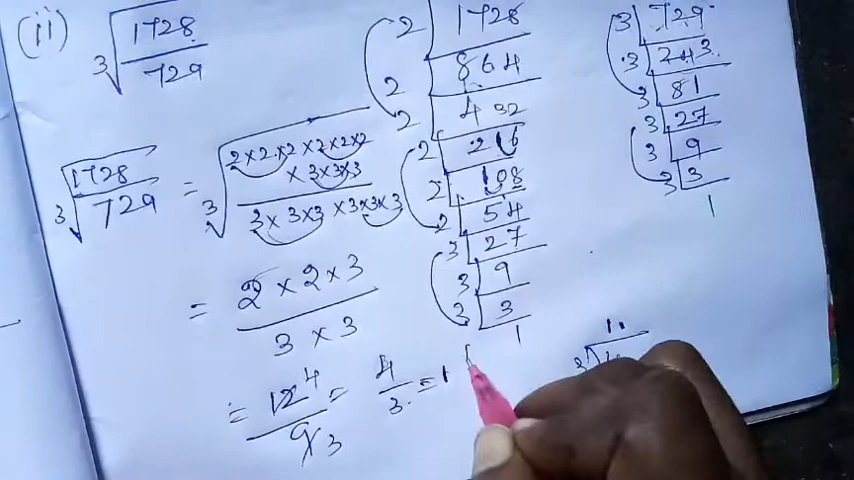 (ii) ∛(1728/729)
∛(1728/729) = ∛(2×2×2×2×2×2 ×3×3×3 / 3×3×3×3×3×3)
= 2×2×3 / 3×3
= 12/9 = 4/3 = 1
2 | 1728
2 | 864
2 | 432
2 | 216
2 | 108
2 | 54
3 | 27
3 | 9
3 | 3
1
3 | 729
3 | 243
3 | 81
3 | 27
3 | 9
3 | 3
1